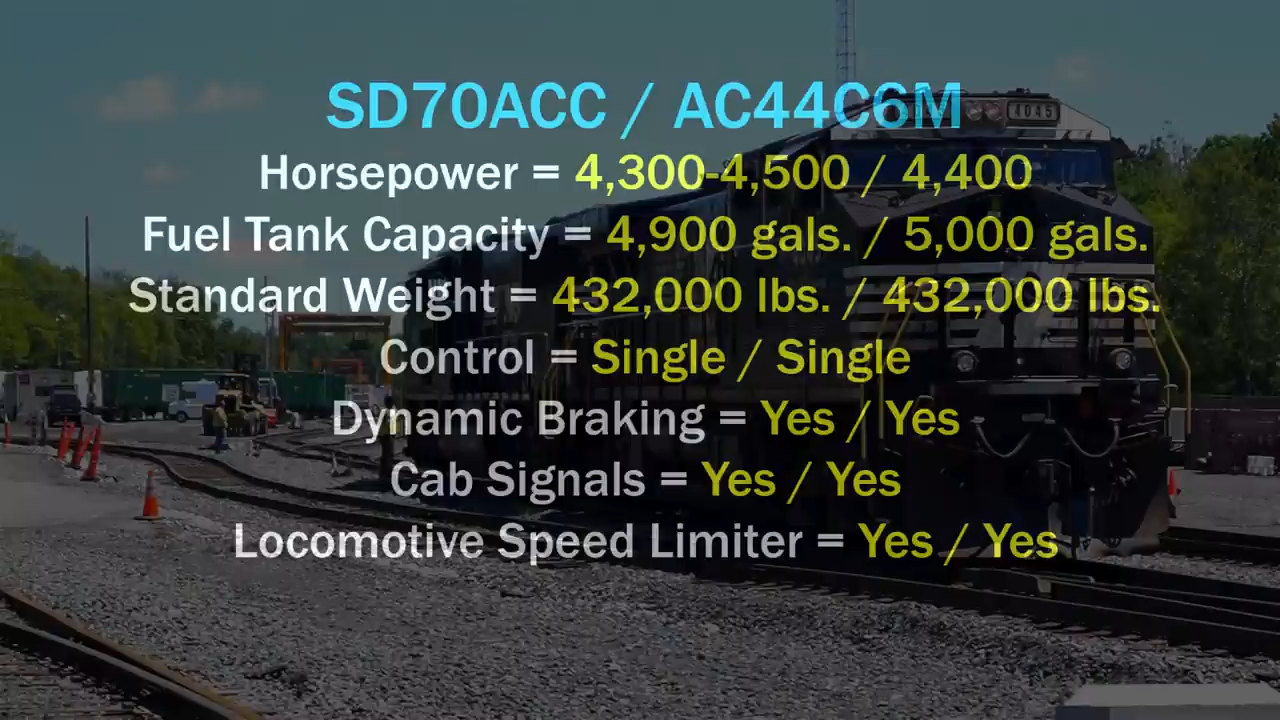 SD70ACC / AC44C6M
4045
Horsepower = 4,300-4,500 / 4,400
Fuel Tank Capacity = 4,900 gals. / 5,000 gals.
Standard Weight = 432,000 lbs. / 432,000 lbs.
Control = Single / Single
Dynamic Braking = Yes / Yes
Cab Signals = Yes / Yes
Locomotive Speed Limiter = Yes / Yes